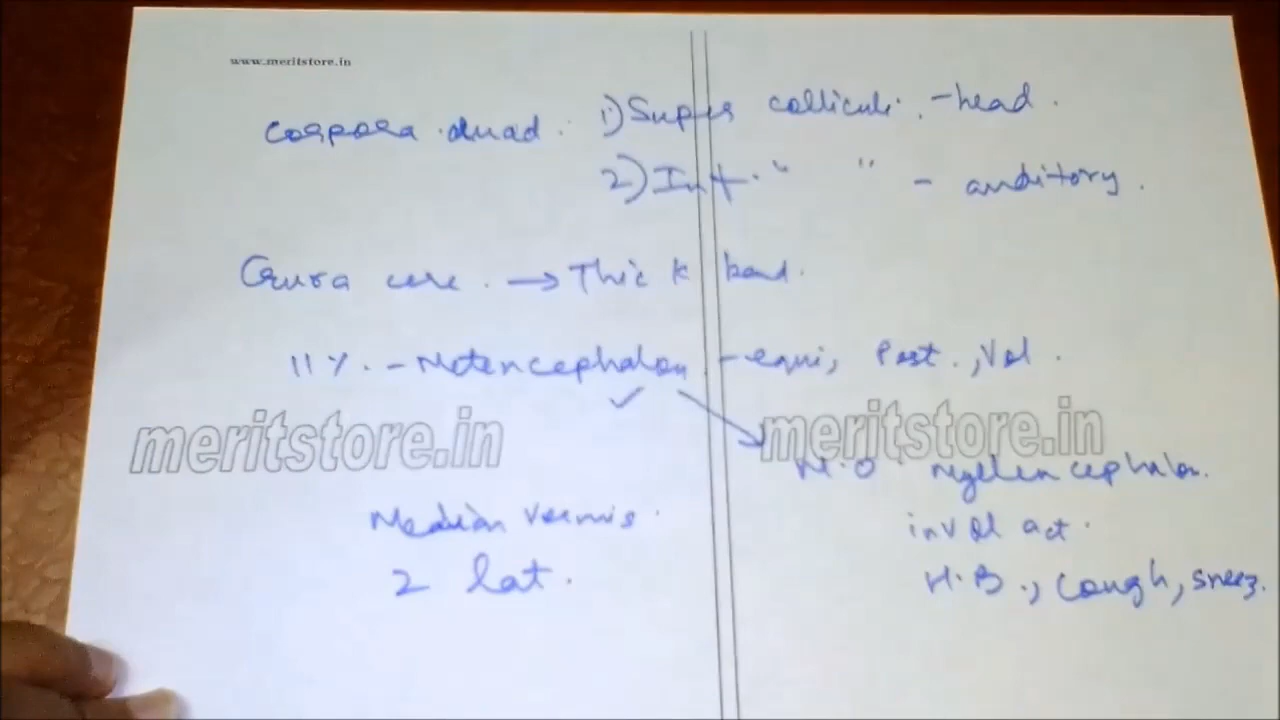 www.meritstore.in
Corpora quad. 1) Super colliculi. - head.
2) Inf. " " - auditory.
Crura cere. → Thick band.
11%. - Metencephalon - equi, Post., Vol.
meritstore.in meritstore.in
M.O. myelencephalon.
Median vermis.
invol act.
2 lat.
H.B., Cough, sneez.